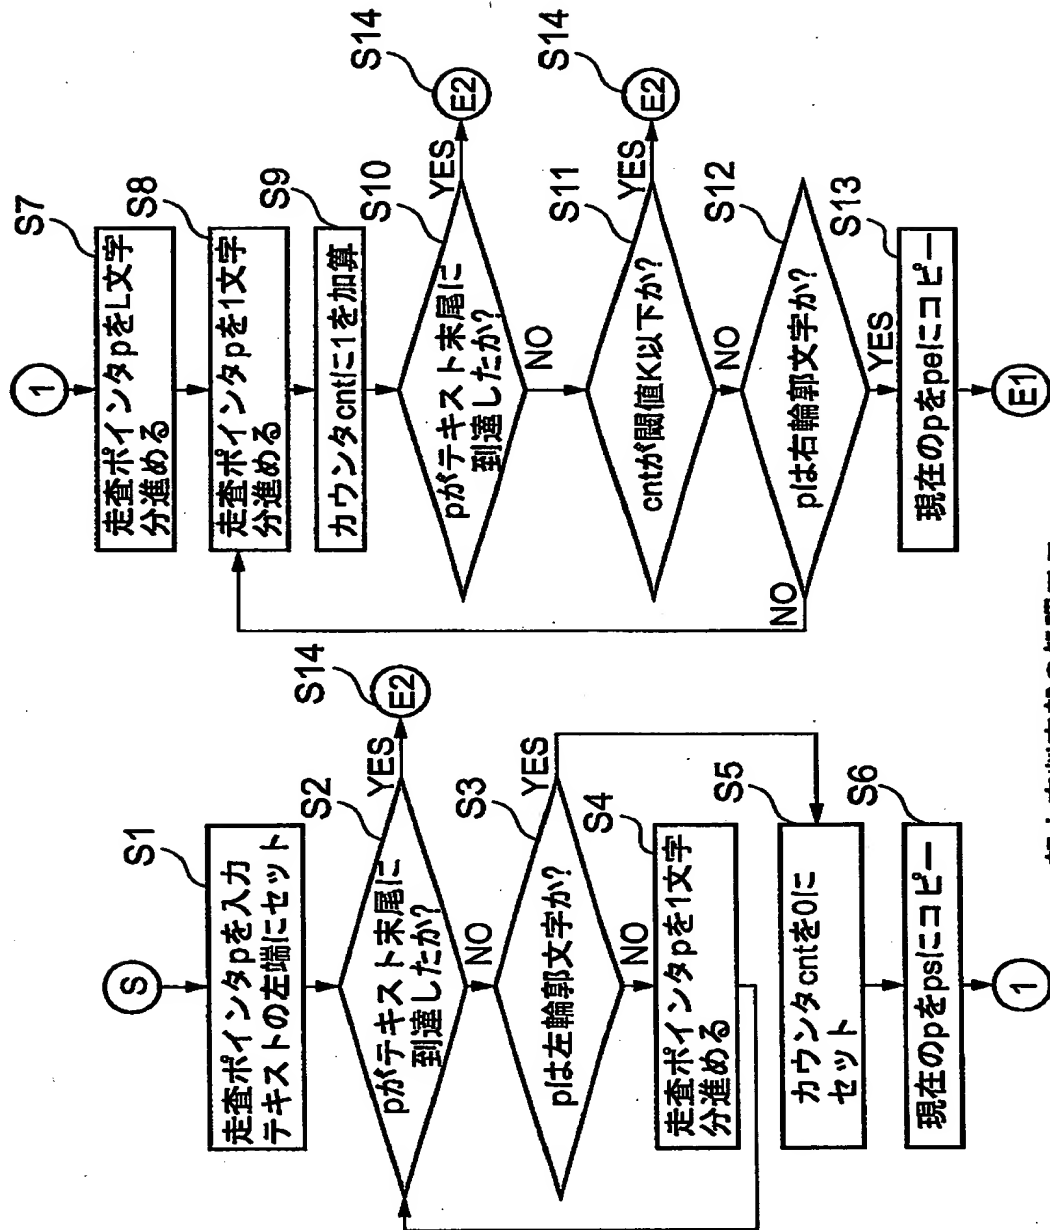 S
S1
走査ポインタpを入力
テキストの左端にセット
S2
pがテキスト末尾に
到達したか?
YES
S14
E2
NO
S3
pは左輪郭文字か?
YES
NO
S4
走査ポインタpを1文字
分進める
S5
カウンタcntを0に
セット
S6
現在のpをpsにコピー
1
1
S7
走査ポインタpをL文字
分進める
S8
走査ポインタpを1文字
分進める
S9
カウンタcntに1を加算
S10
pがテキスト末尾に
到達したか?
YES
S14
E2
NO
S11
cntが閾値K以下か?
YES
S14
E2
NO
S12
pは右輪郭文字か?
NO
YES
S13
現在のpをpeにコピー
E1